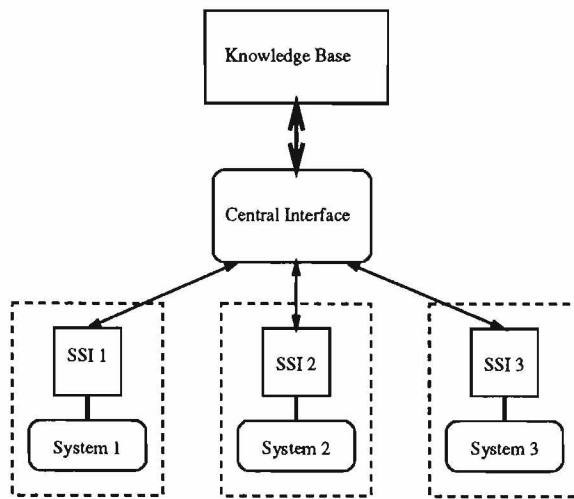 Knowledge Base
Central Interface
SSI 1
SSI 2
SSI 3
System 1
System 2
System 3